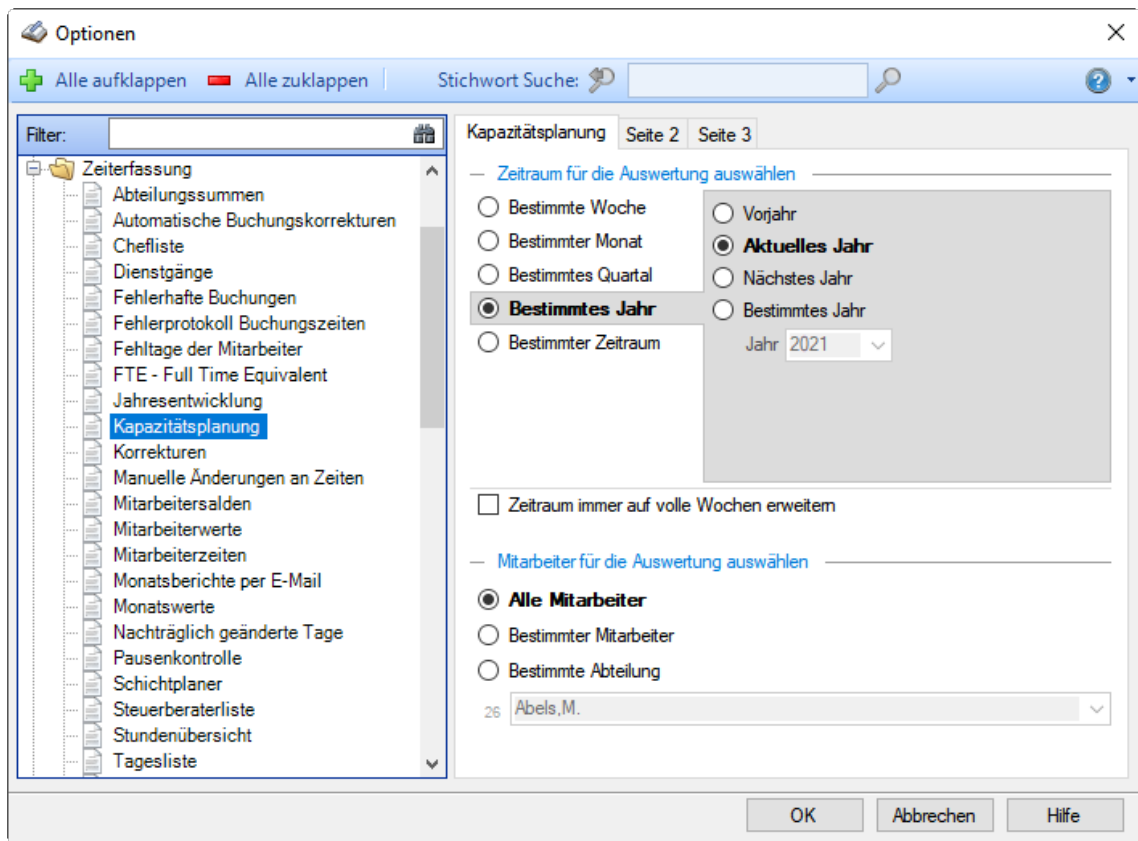 Optionen
Alle aufklappen Alle zuklappen Stichwort Suche:
Filter:
Zeiterfassung
Abteilungssummen
Automatische Buchungskorrekturen
Chefliste
Dienstgänge
Fehlerhafte Buchungen
Fehlerprotokoll Buchungszeiten
Fehltage der Mitarbeiter
FTE - Full Time Equivalent
Jahresentwicklung
Kapazitätsplanung
Korrekturen
Manuelle Änderungen an Zeiten
Mitarbeitersalden
Mitarbeiterwerte
Mitarbeiterzeiten
Monatsberichte per E-Mail
Monatswerte
Nachträglich geänderte Tage
Pausenkontrolle
Schichtplaner
Steuerberaterliste
Stundenübersicht
Tagesliste
Kapazitätsplanung Seite 2 Seite 3
Zeitraum für die Auswertung auswählen
Bestimmte Woche
Bestimmter Monat
Bestimmtes Quartal
Bestimmtes Jahr
Bestimmter Zeitraum
Vorjahr
Aktuelles Jahr
Nächstes Jahr
Bestimmtes Jahr
Jahr 2021
Zeitraum immer auf volle Wochen erweitern
Mitarbeiter für die Auswertung auswählen
Alle Mitarbeiter
Bestimmter Mitarbeiter
Bestimmte Abteilung
26 Abels,M.
OK Abbrechen Hilfe